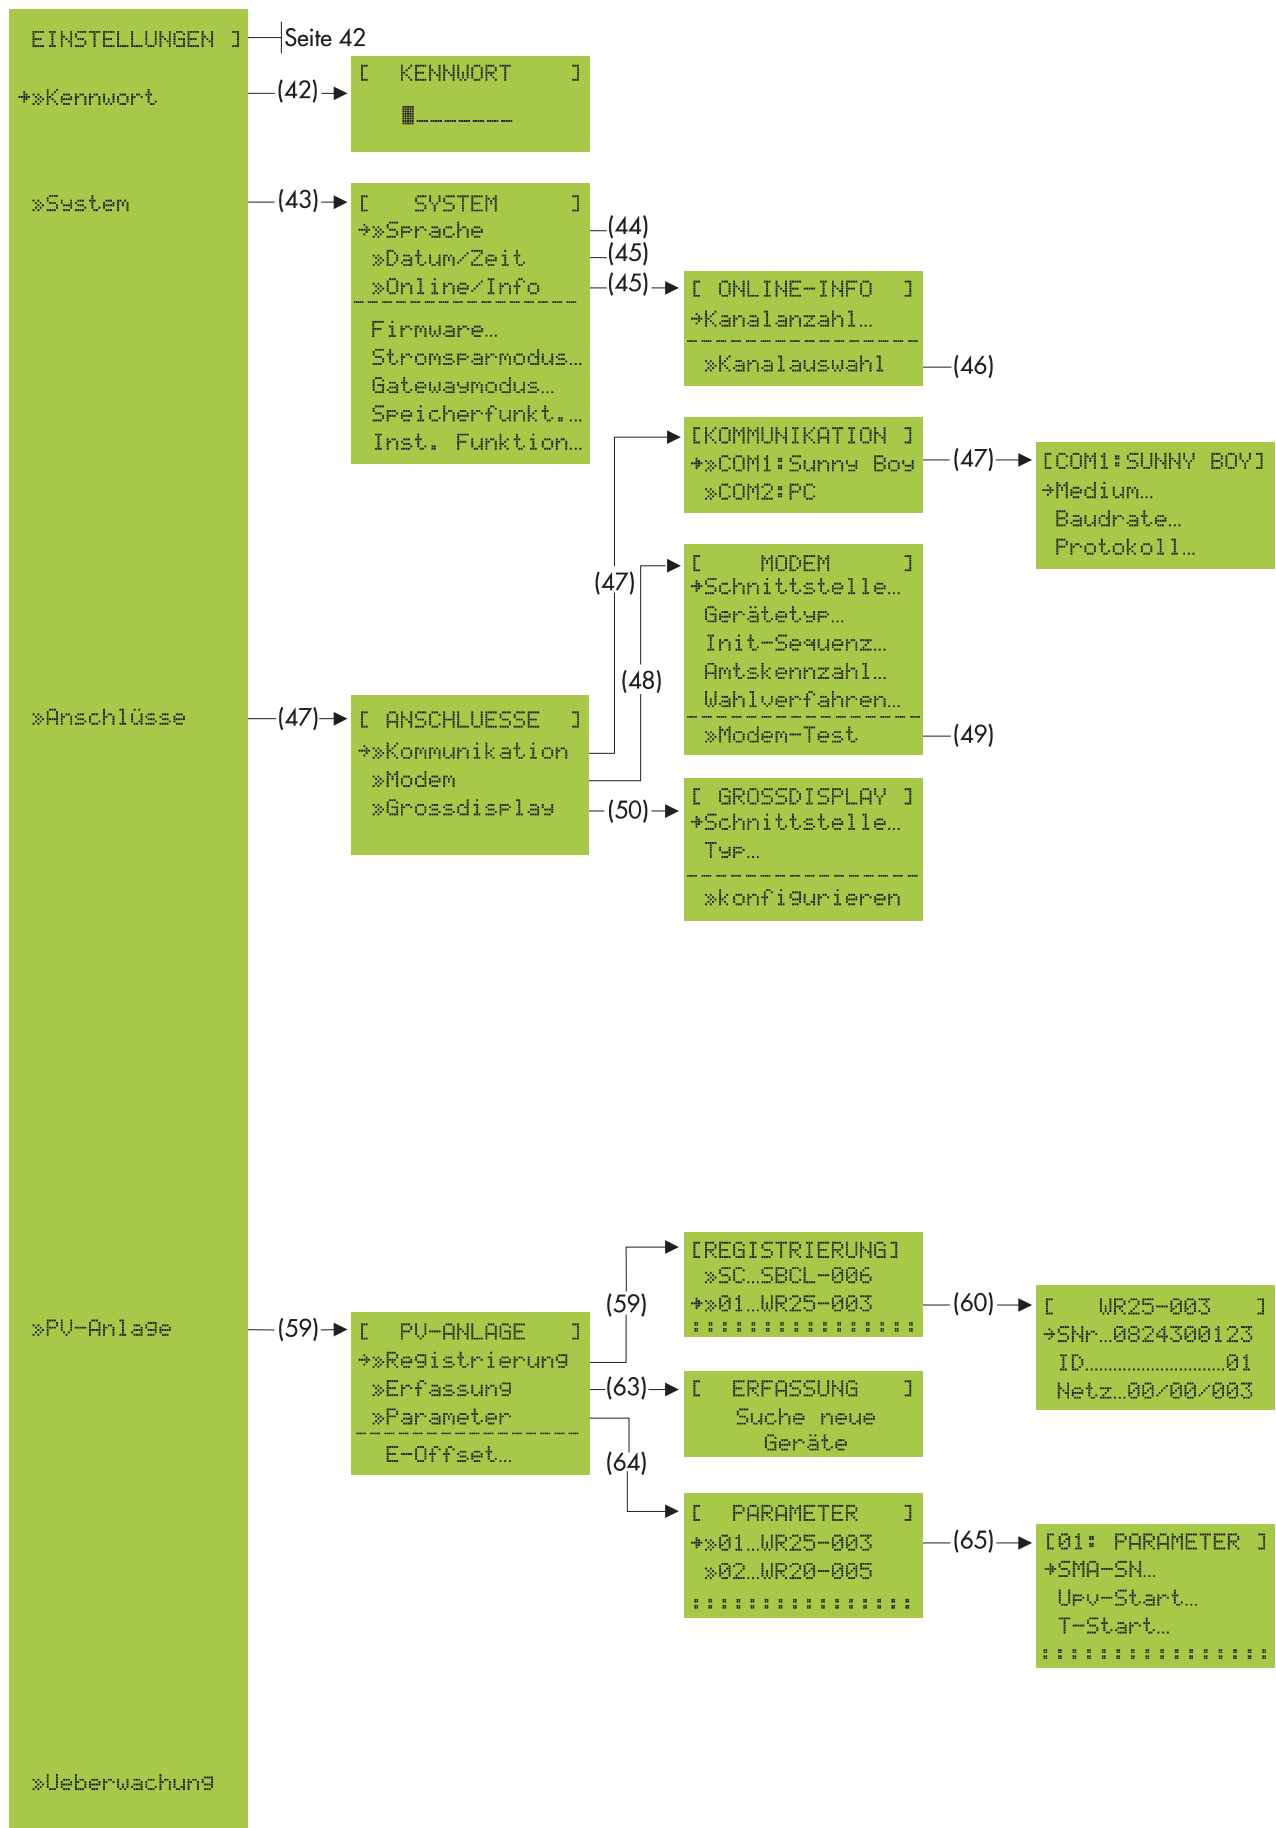 EINSTELLUNGEN ]
Seite 42
➔»Kennwort
(42)
[ KENNWORT ]
_______
»System
(43)
[ SYSTEM ]
➔»Sprache
(44)
»Datum/Zeit
(45)
»Online/Info
(45)
Firmware...
Stromsparmodus...
Gatewaymodus...
Speicherfunkt....
Inst. Funktion...
[ ONLINE-INFO ]
➔Kanalanzahl...
»Kanalauswahl
(46)
[KOMMUNIKATION ]
➔»COM1:Sunny Boy
(47)
»COM2:PC
[COM1:SUNNY BOY]
➔Medium...
Baudrate...
Protokoll...
(47)
[ MODEM ]
➔Schnittstelle...
Gerätetyp...
Init-Sequenz...
Amtskennzahl...
Wahlverfahren...
»Modem-Test
(49)
(48)
»Anschlüsse
(47)
[ ANSCHLUESSE ]
➔»Kommunikation
»Modem
»Grossdisplay
(50)
[ GROSSDISPLAY ]
➔Schnittstelle...
Typ...
»konfigurieren
»PV-Anlage
(59)
[ PV-ANLAGE ]
➔»Registrierung
»Erfassung
(63)
»Parameter
E-Offset...
(59)
[REGISTRIERUNG]
»SC...SBCL-006
➔»01...WR25-003
(60)
[ WR25-003 ]
➔SNr...0824300123
ID..............................01
Netz...00/00/003
[ ERFASSUNG ]
Suche neue
Geräte
(64)
[ PARAMETER ]
➔»01...WR25-003
(65)
»02...WR20-005
[01: PARAMETER ]
➔SMA-SN...
Upv-Start...
T-Start...
»Ueberwachung